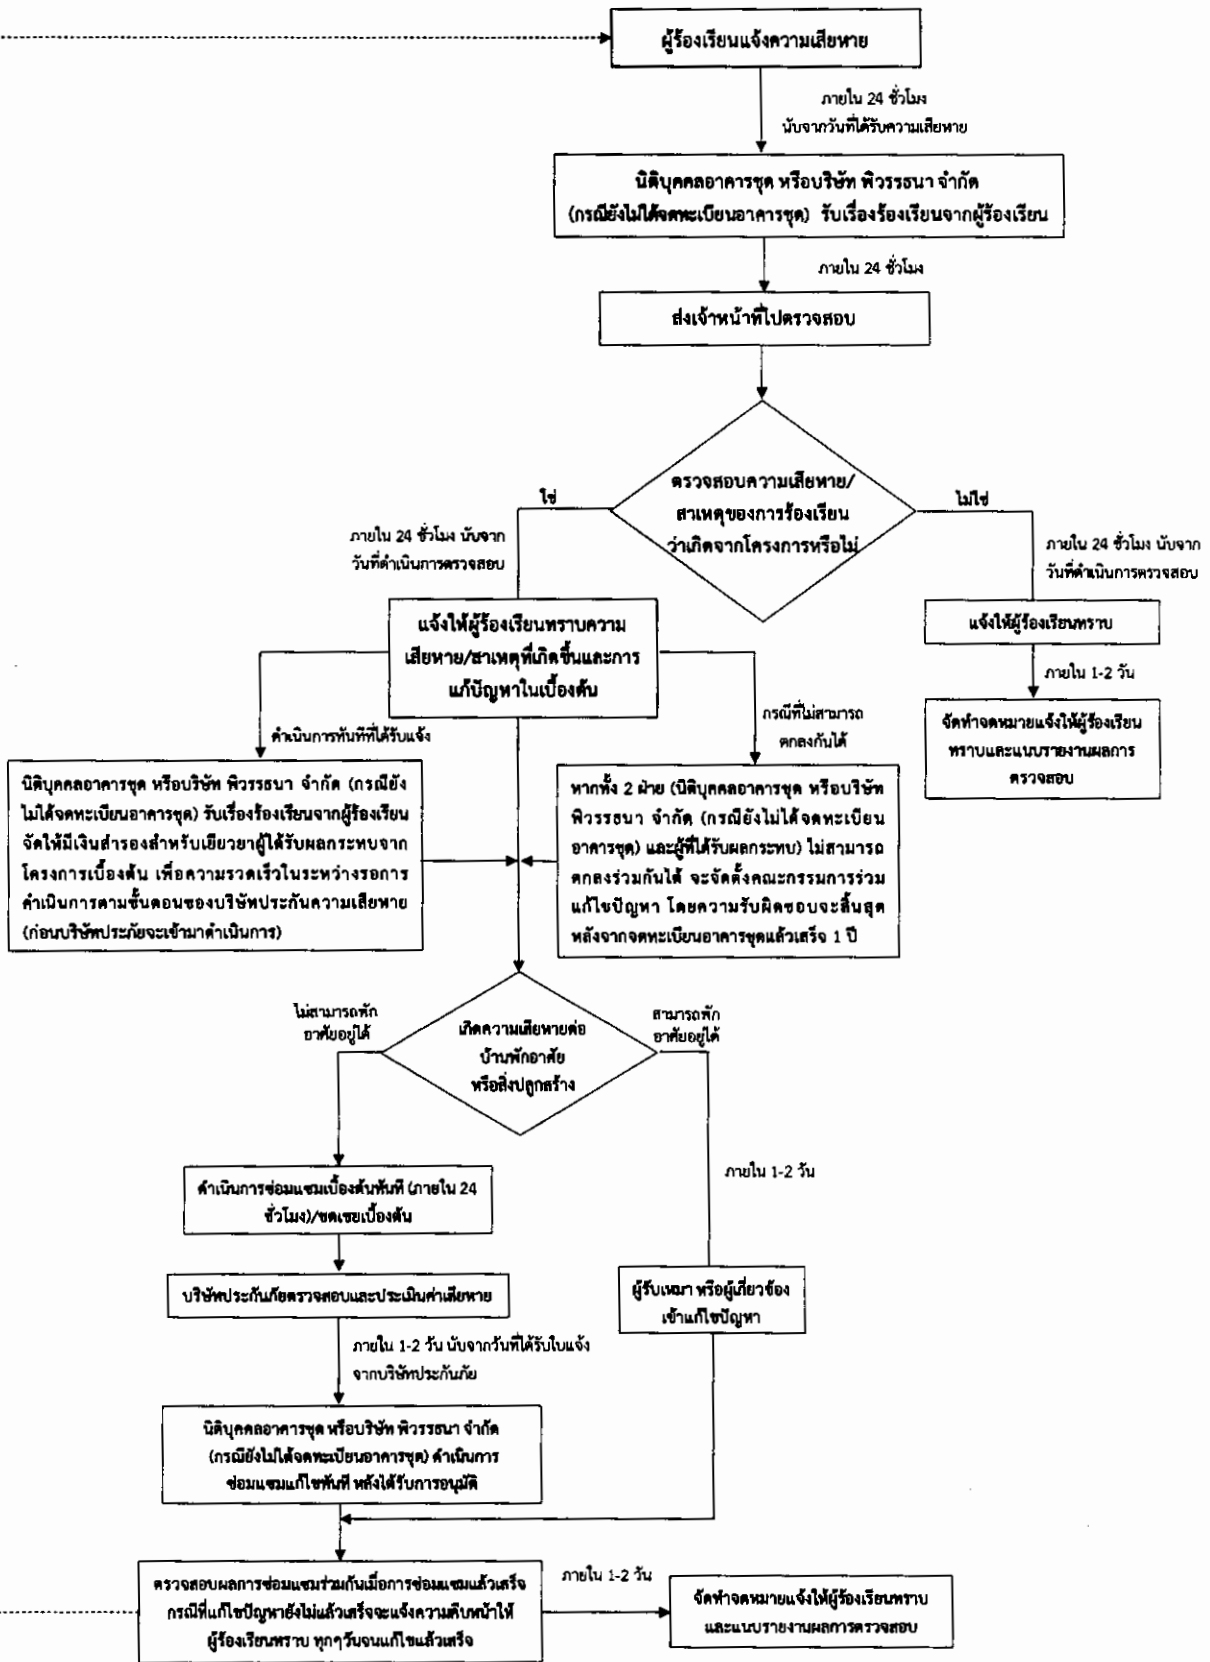 ผู้ร้องเรียนแจ้งความเสียหาย
ภายใน 24 ชั่วโมง
นับจากวันที่ได้รับความเสียหาย
นิติบุคคลอาคารชุด หรือบริษัท พิวรรธนา จำกัด
(กรณียังไม่ได้จดทะเบียนอาคารชุด) รับเรื่องร้องเรียนจากผู้ร้องเรียน
ภายใน 24 ชั่วโมง
ส่งเจ้าหน้าที่ไปตรวจสอบ
ตรวจสอบความเสียหาย/
สาเหตุของการร้องเรียน
ว่าเกิดจากโครงการหรือไม่
ใช่
ไม่ใช่
ภายใน 24 ชั่วโมง นับจาก
วันที่ดำเนินการตรวจสอบ
ภายใน 24 ชั่วโมง นับจาก
วันที่ดำเนินการตรวจสอบ
แจ้งให้ผู้ร้องเรียนทราบความ
เสียหาย/สาเหตุที่เกิดขึ้นและการ
แก้ปัญหาในเบื้องต้น
แจ้งให้ผู้ร้องเรียนทราบ
ภายใน 1-2 วัน
จัดทำจดหมายแจ้งให้ผู้ร้องเรียน
ทราบและแนบรายงานผลการ
ตรวจสอบ
ดำเนินการทันทีที่ได้รับแจ้ง
กรณีที่ไม่สามารถ
ตกลงกันได้
นิติบุคคลอาคารชุด หรือบริษัท พิวรรธนา จำกัด (กรณียัง
ไม่ได้จดทะเบียนอาคารชุด) รับเรื่องร้องเรียนจากผู้ร้องเรียน
จัดให้มีเงินสำรองสำหรับเยียวยาผู้ได้รับผลกระทบจาก
โครงการเบื้องต้น เพื่อความรวดเร็วในระหว่างรอการ
ดำเนินการตามขั้นตอนของบริษัทประกันความเสียหาย
(ก่อนบริษัทประกันจะเข้ามาดำเนินการ)
หากทั้ง 2 ฝ่าย (นิติบุคคลอาคารชุด หรือบริษัท
พิวรรธนา จำกัด (กรณียังไม่ได้จดทะเบียน
อาคารชุด) และผู้ที่ได้รับผลกระทบ) ไม่สามารถ
ตกลงร่วมกันได้ จะจัดตั้งคณะกรรมการร่วม
แก้ไขปัญหา โดยความรับผิดชอบจะสิ้นสุด
หลังจากจดทะเบียนอาคารชุดแล้วเสร็จ 1 ปี
ไม่สามารถพัก
อาศัยอยู่ได้
เกิดความเสียหายต่อ
บ้านพักอาศัย
หรือสิ่งปลูกสร้าง
สามารถพัก
อาศัยอยู่ได้
ดำเนินการซ่อมแซมเบื้องต้นทันที (ภายใน 24
ชั่วโมง)/ชดเชยเบื้องต้น
ภายใน 1-2 วัน
บริษัทประกันภัยตรวจสอบและประเมินค่าเสียหาย
ผู้รับเหมา หรือผู้เกี่ยวข้อง
เข้าแก้ไขปัญหา
ภายใน 1-2 วัน นับจากวันที่ได้รับใบแจ้ง
จากบริษัทประกันภัย
นิติบุคคลอาคารชุด หรือบริษัท พิวรรธนา จำกัด
(กรณียังไม่ได้จดทะเบียนอาคารชุด) ดำเนินการ
ซ่อมแซมแก้ไขทันที หลังได้รับการอนุมัติ
ตรวจสอบผลการซ่อมแซมร่วมกันเมื่อการซ่อมแซมแล้วเสร็จ
กรณีที่แก้ไขปัญหายังไม่แล้วเสร็จจะแจ้งความคืบหน้าให้
ผู้ร้องเรียนทราบ ทุกๆวันจนแก้ไขแล้วเสร็จ
ภายใน 1-2 วัน
จัดทำจดหมายแจ้งให้ผู้ร้องเรียนทราบ
และแนบรายงานผลการตรวจสอบ